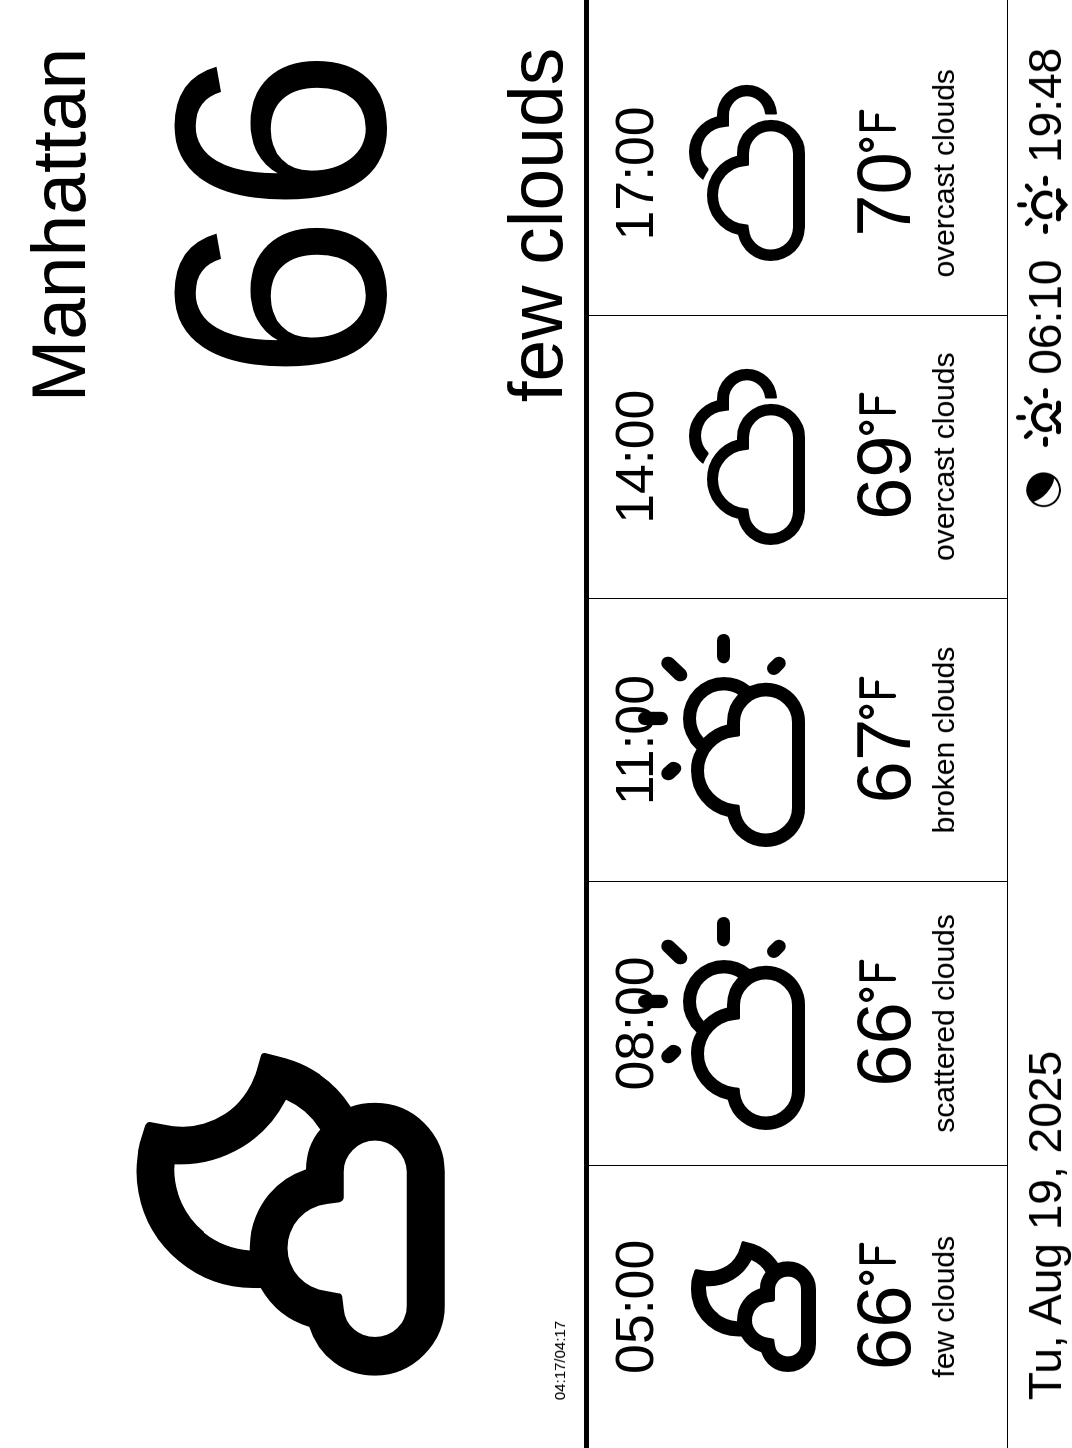 Manhattan
66
few clouds
04:17/04:17
05:00
66°F
few clouds
08:00
66°F
scattered clouds
11:00
67°F
broken clouds
14:00
69°F
overcast clouds
17:00
70°F
overcast clouds
Tu, Aug 19, 2025
06:10 19:48